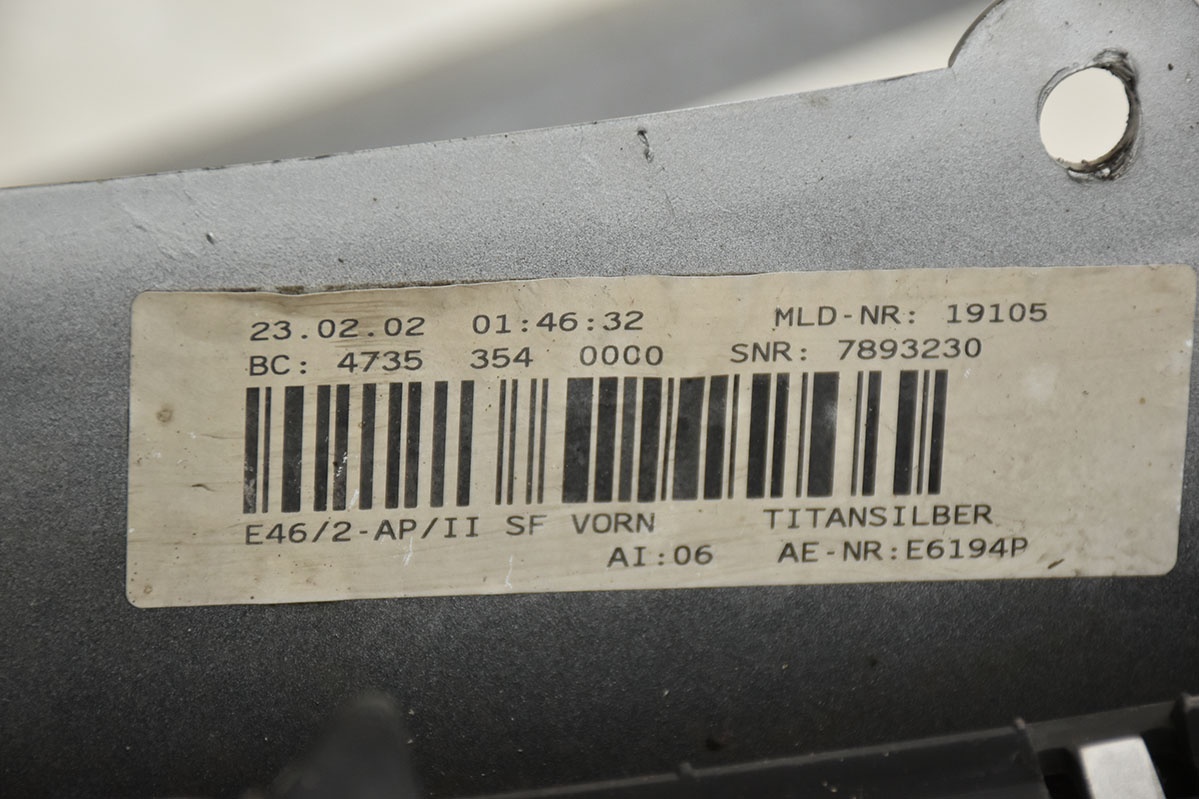 23.02.02 01:46:32 MLD-NR: 19105
BC: 4735 354 0000 SNR: 7893230
E46/2-AP/II SF VORN TITANSILBER
AI:06 AE-NR:E6194P